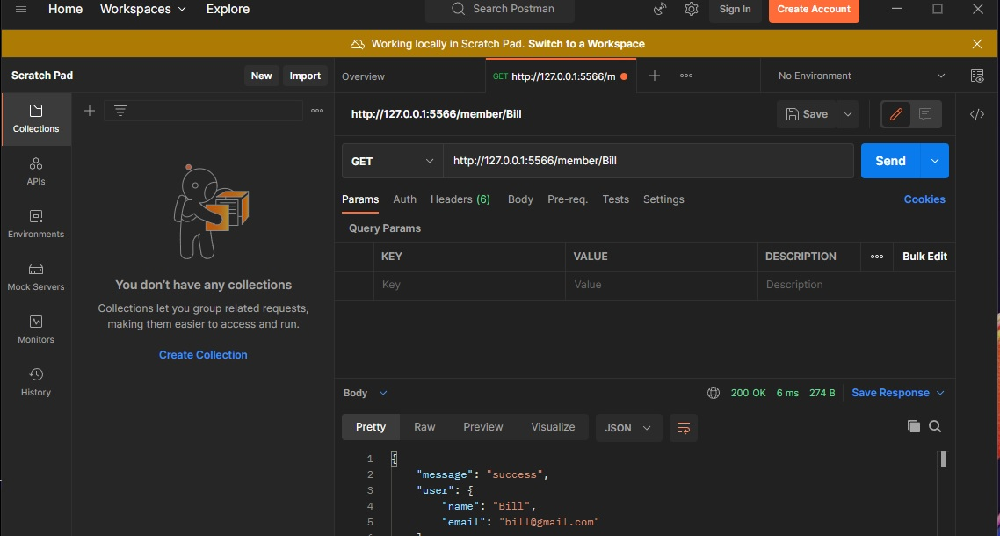 Home Workspaces Explore Search Postman Sign In Create Account
Working locally in Scratch Pad. Switch to a Workspace
Scratch Pad New Import Overview GET http://127.0.0.1:5566/m No Environment
Collections
APIs
Environments
Mock Servers
Monitors
History
You don't have any collections
Collections let you group related requests,
making them easier to access and run.
Create Collection
http://127.0.0.1:5566/member/Bill Save
GET http://127.0.0.1:5566/member/Bill Send
Params Auth Headers (6) Body Pre-req. Tests Settings Cookies
Query Params
KEY VALUE DESCRIPTION Bulk Edit
Key Value Description
Body 200 OK 6 ms 274 B Save Response
Pretty Raw Preview Visualize JSON
1 {
2 "message": "success",
3 "user": {
4 "name": "Bill",
5 "email": "bill@gmail.com"